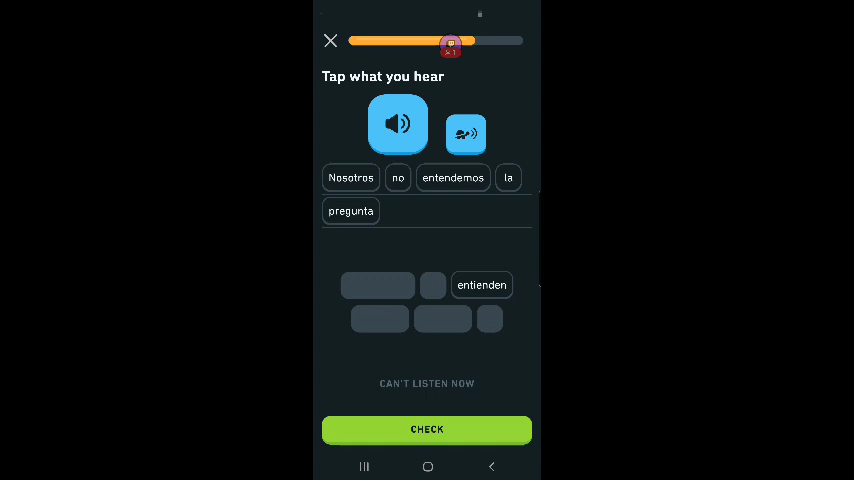 Tap what you hear
Nosotros no entendemos la
pregunta
entienden
CAN'T LISTEN NOW
CHECK